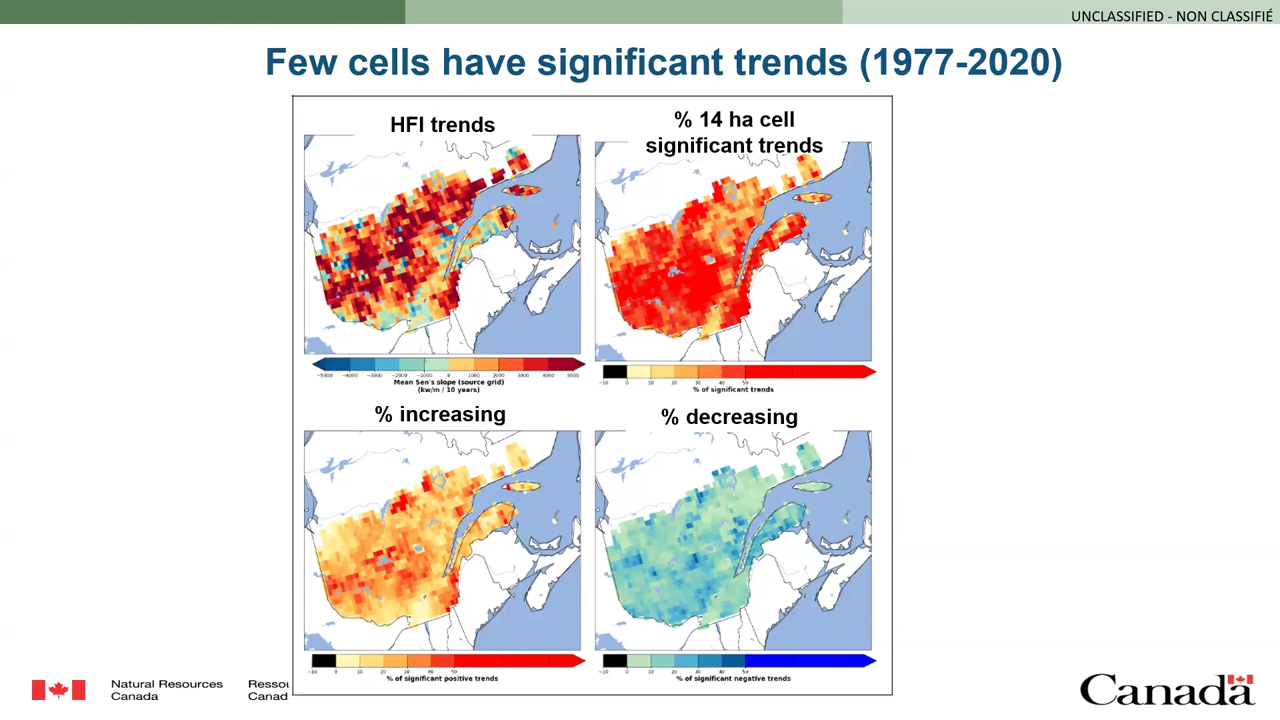 UNCLASSIFIED - NON CLASSIFIÉ
Few cells have significant trends (1977-2020)
HFI trends
% 14 ha cell
significant trends
-5000 -4000 -3000 -2000 -1000 0 1000 2000 3000 4000 5000
Mean Sen's slope (source grid)
(kw/m / 10 years)
-10 0 10 20 30 40 50
% of significant trends
% increasing
% decreasing
-10 0 10 20 30 40 50
% of significant positive trends
-10 0 10 20 30 40 50
% of significant negative trends
Natural Resources
Canada
Ressou
Canad
Canada